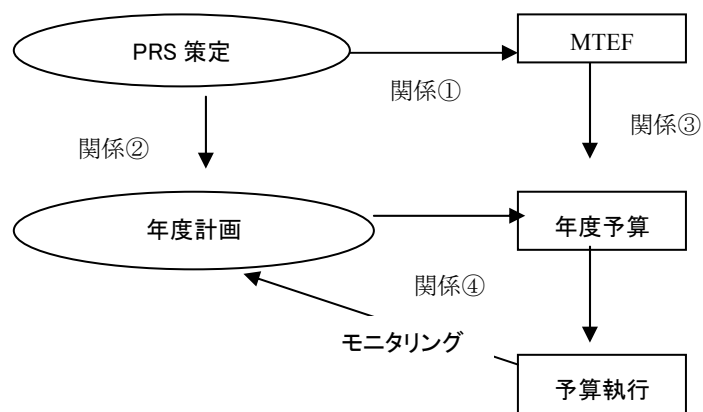 PRS 策定
MTEF
関係①
関係③
関係②
年度計画
年度予算
関係④
モニタリング
予算執行